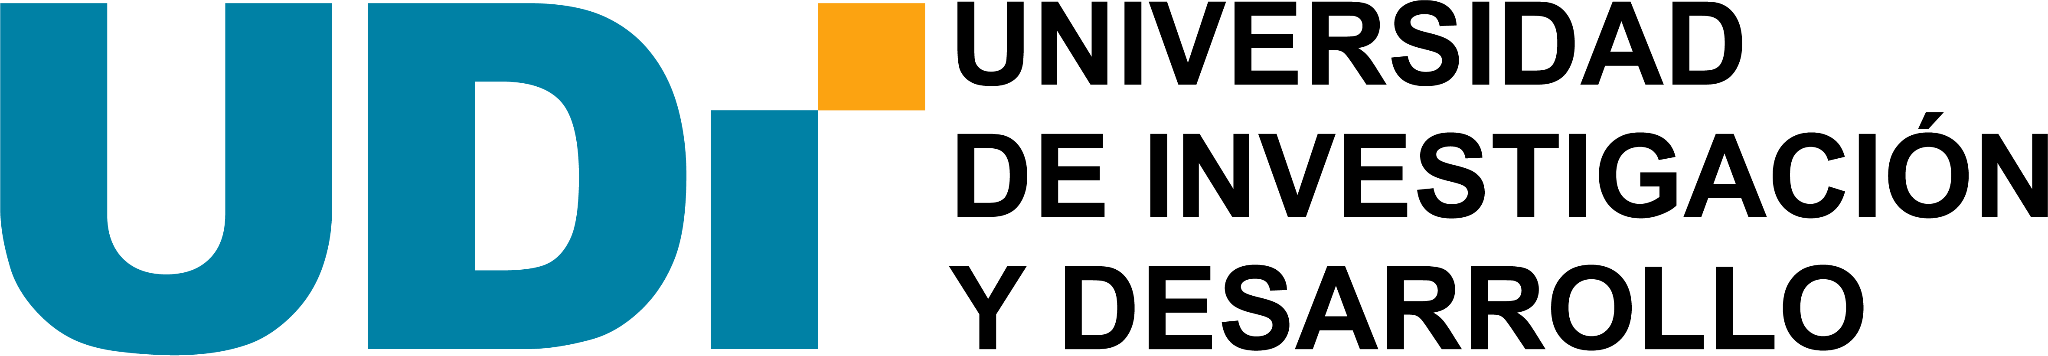 UDi
UNIVERSIDAD
DE INVESTIGACIÓN
Y DESARROLLO